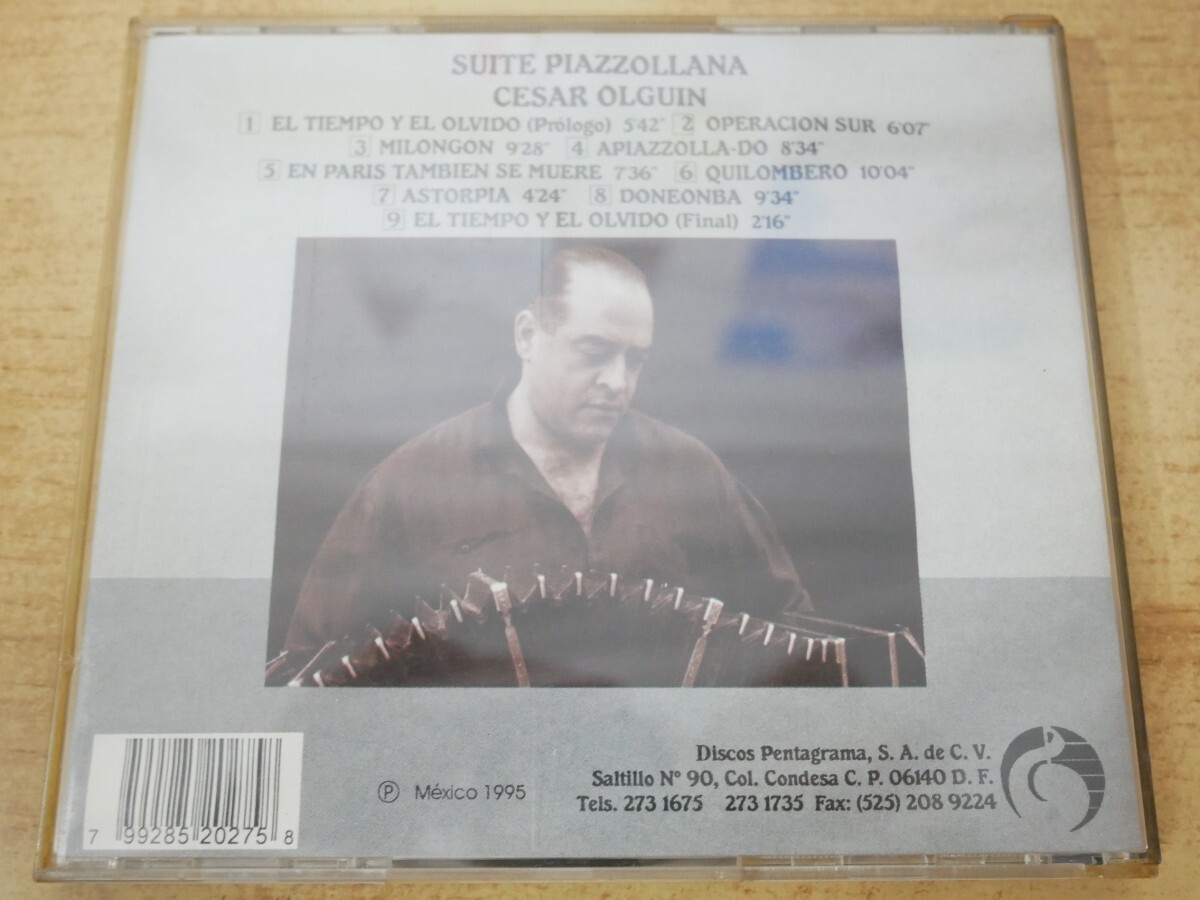 SUITE PIAZZOLLANA
CESAR OLGUIN
1 EL TIEMPO Y EL OLVIDO (Prólogo) 5'42" 2 OPERACION SUR 6'07"
3 MILONGON 9'28" 4 APIAZZOLLA-DO 8'34"
5 EN PARIS TAMBIEN SE MUERE 7'36" 6 QUILOMBERO 10'04"
7 ASTORPIA 4'24" 8 DONEONBA 9'34"
9 EL TIEMPO Y EL OLVIDO (Final) 2'16"
Discos Pentagrama, S. A. de C. V.
Saltillo N° 90, Col. Condesa C. P. 06140 D. F.
Tels. 273 1675 273 1735 Fax: (525) 208 9224
℗ México 1995
7 99285 20275 8